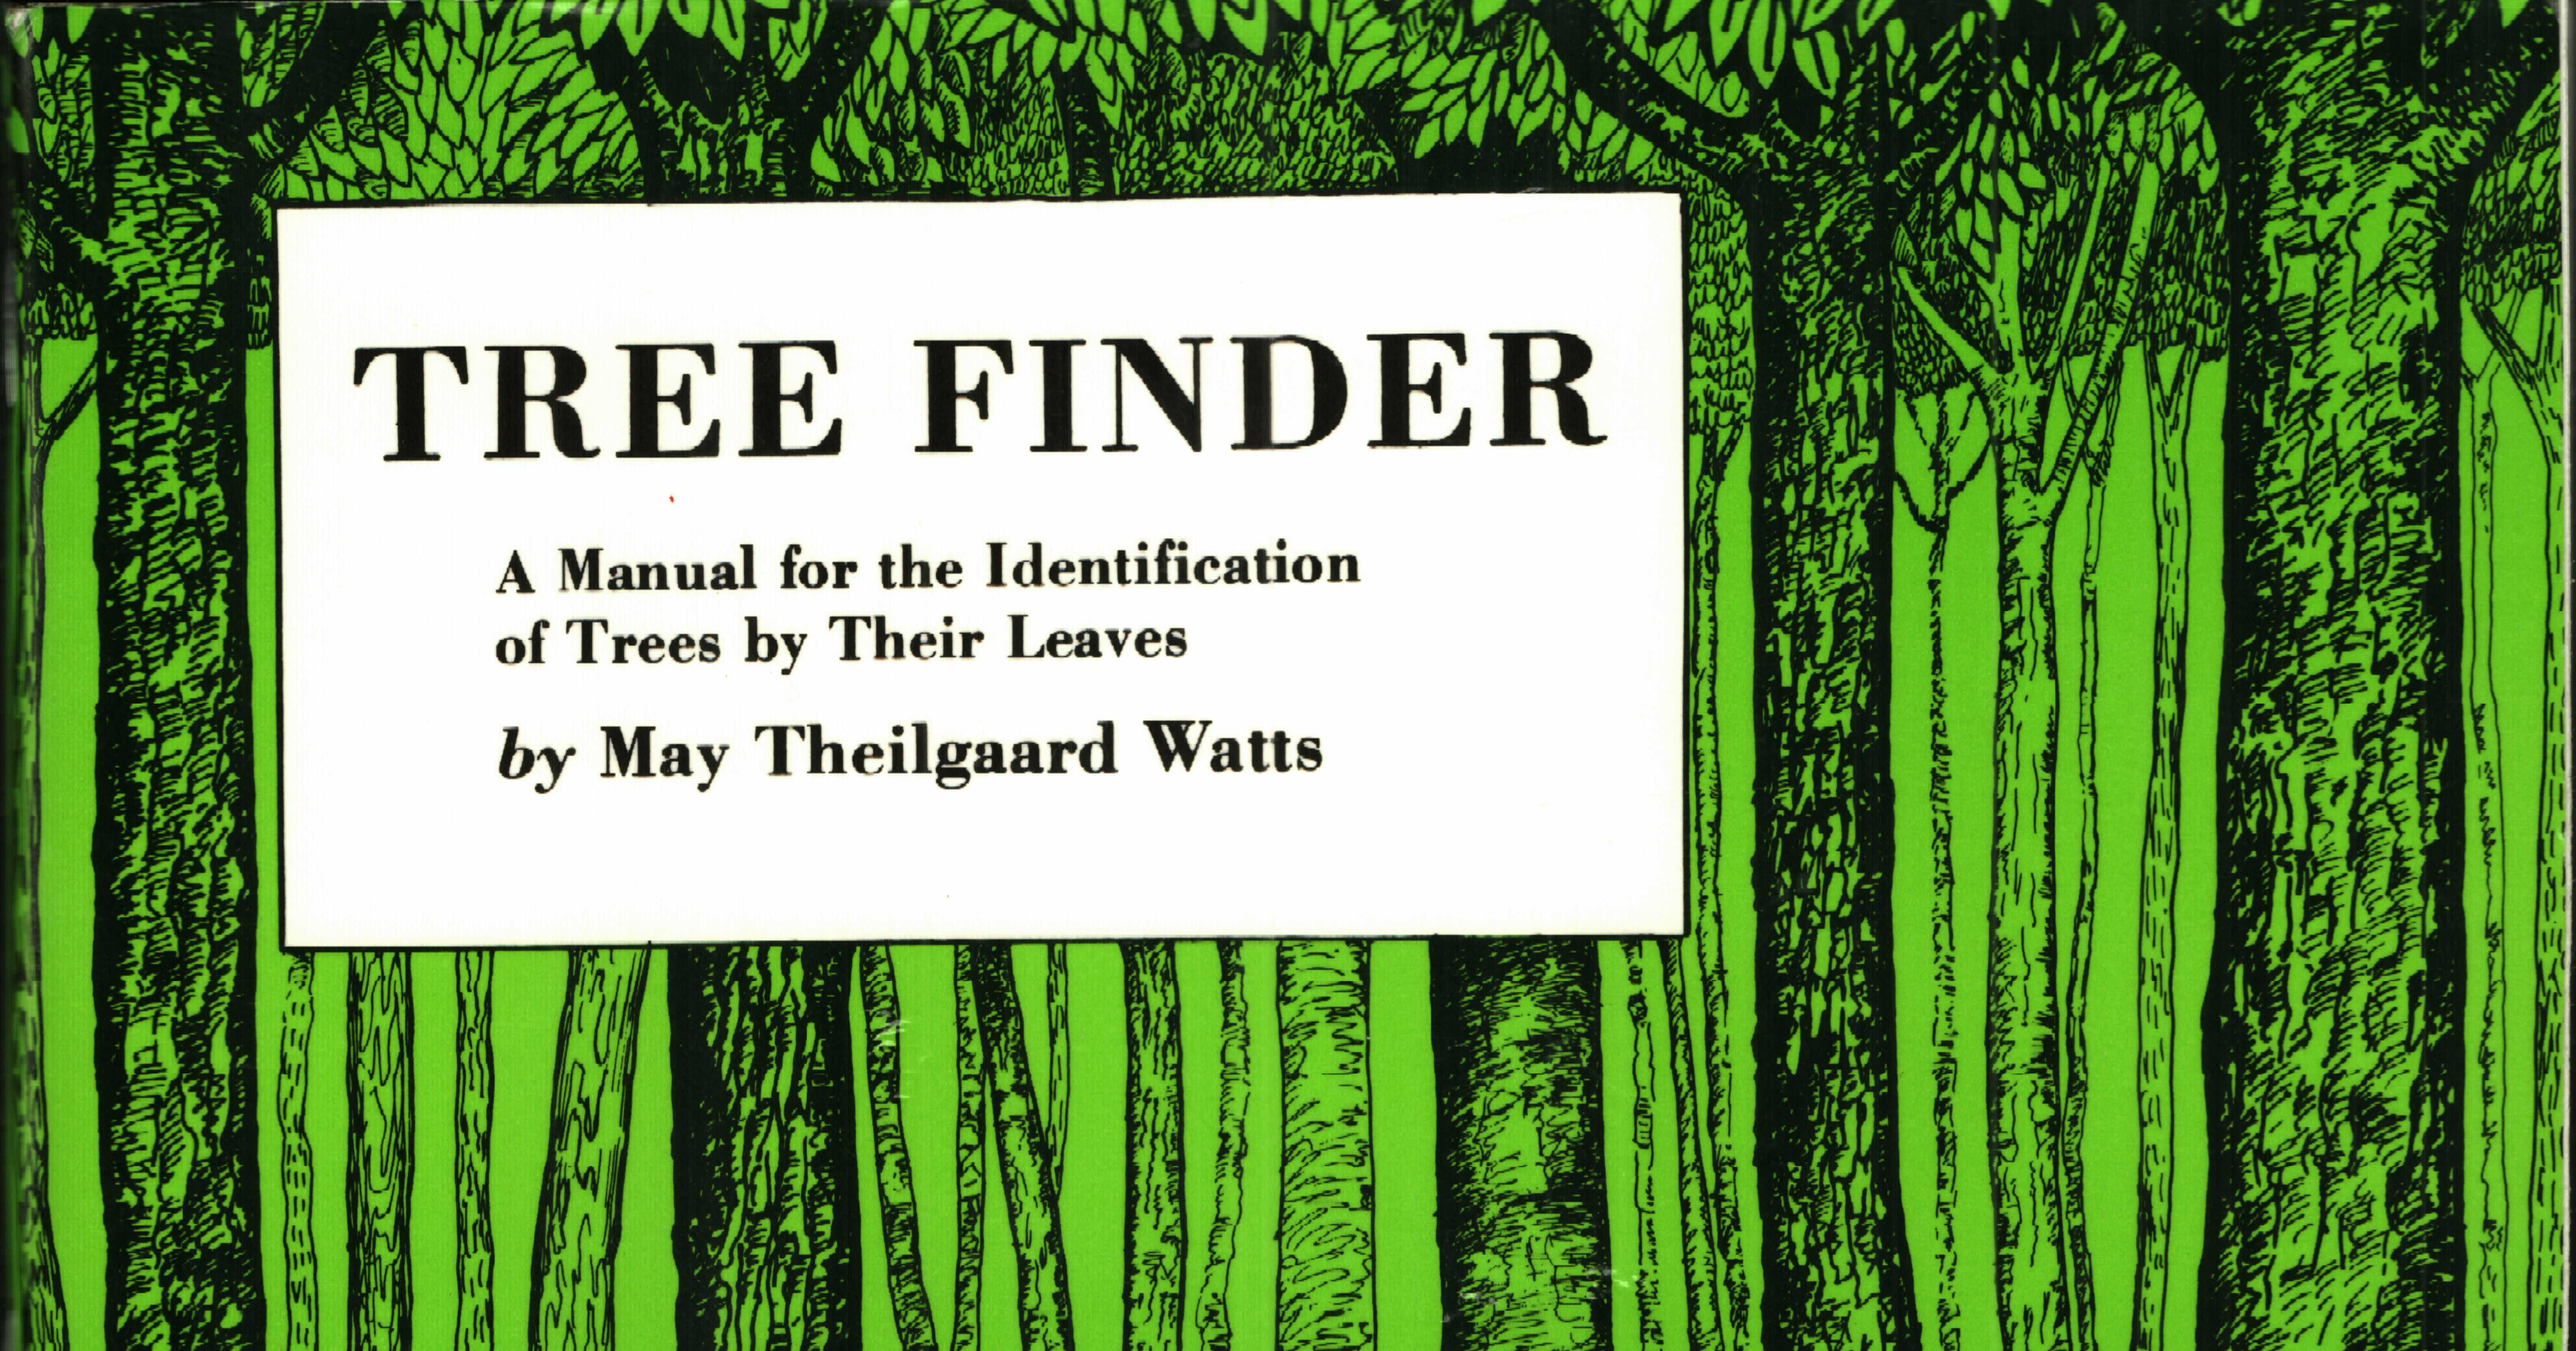 TREE FINDER
A Manual for the Identification
of Trees by Their Leaves
by May Theilgaard Watts